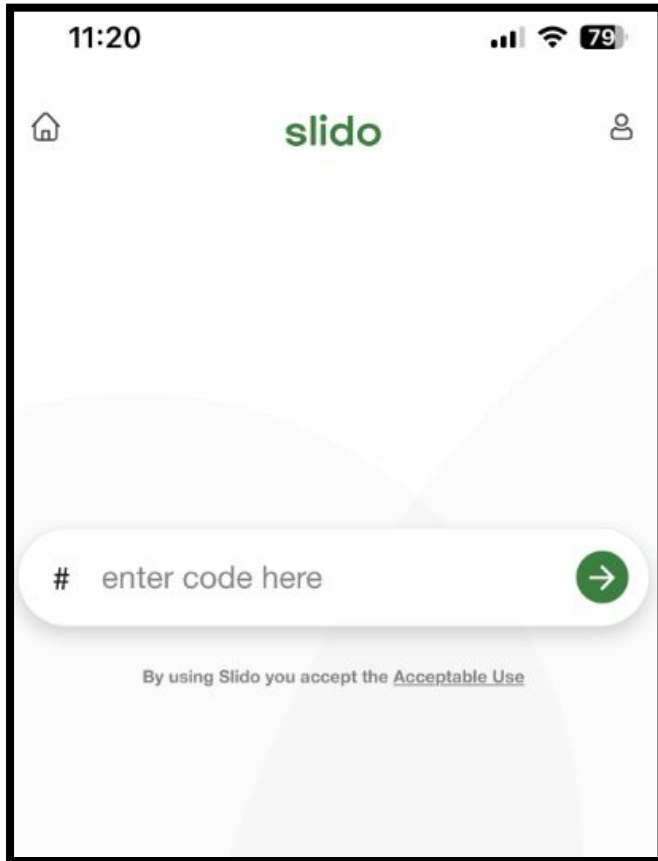 11:20 79
slido
# enter code here
By using Slido you accept the Acceptable Use